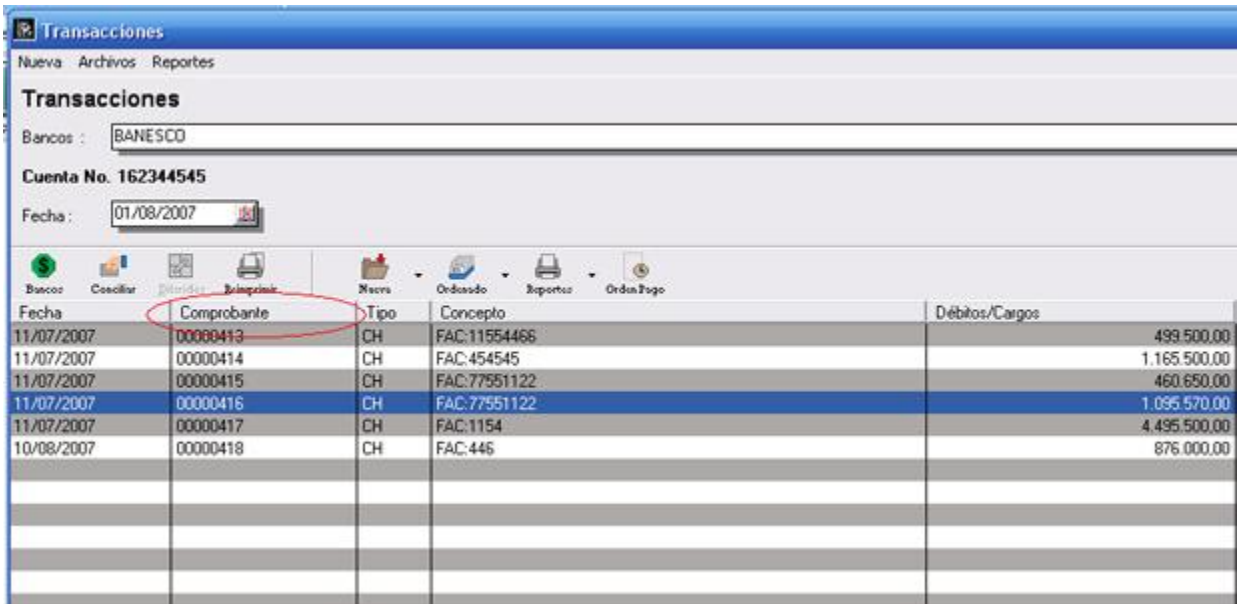 Transacciones
Nueva Archivos Reportes
Transacciones
Bancos : BANESCO
Cuenta No. 162344545
Fecha : 01/08/2007
Bancos Conciliar Dividir Reimprimir Nueva Ordenado Reportes OrdenPago
Fecha Comprobante Tipo Concepto Débitos/Cargos
11/07/2007 00000413 CH FAC:11554466 499.500,00
11/07/2007 00000414 CH FAC:454545 1.165.500,00
11/07/2007 00000415 CH FAC:77551122 460.650,00
11/07/2007 00000416 CH FAC:77551122 1.095.570,00
11/07/2007 00000417 CH FAC:1154 4.495.500,00
10/08/2007 00000418 CH FAC:446 876.000,00